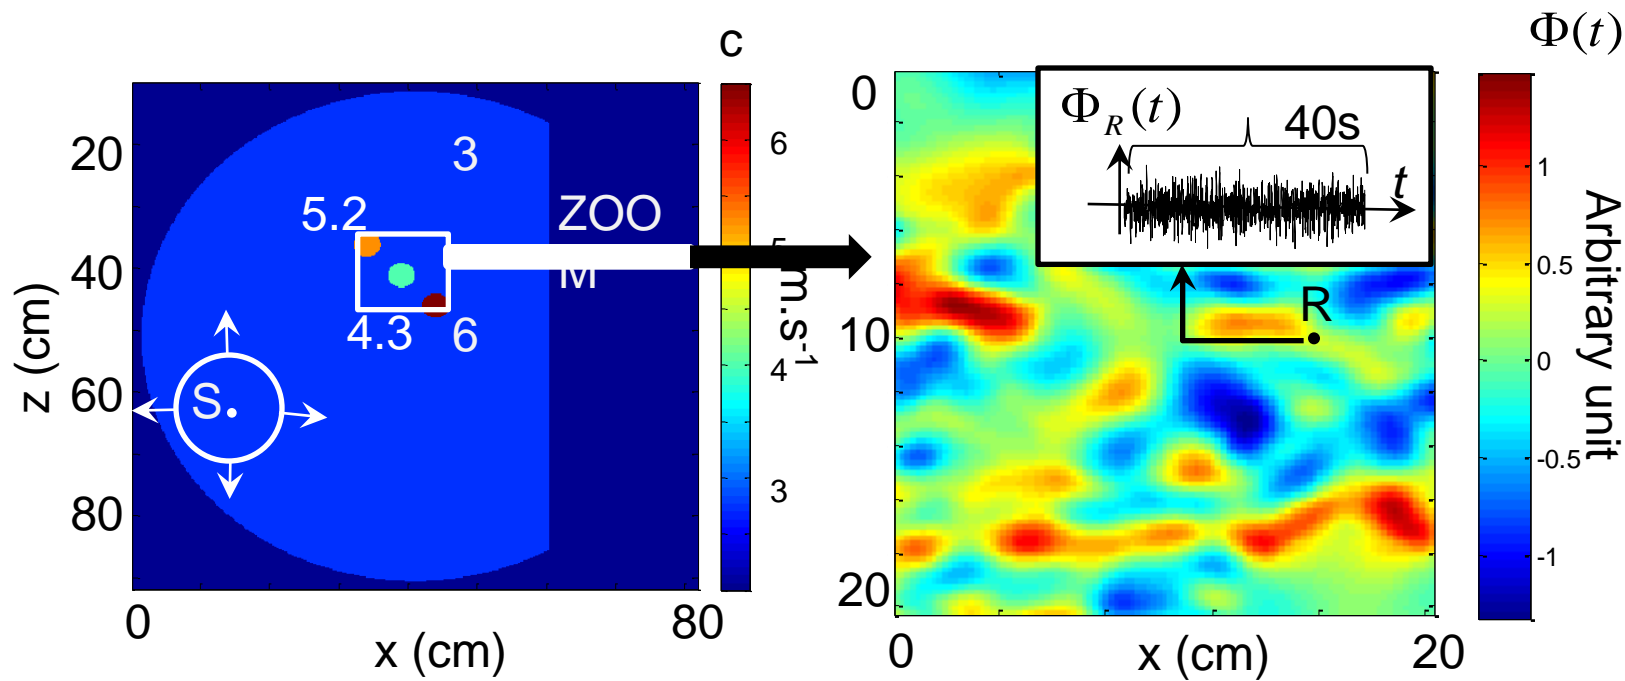 c
20
40
60
80
z (cm)
0
80
x (cm)
3
5.2
4.3
6
S
ZOO
M
6
5
4
3
m.s-1
0
10
20
0
20
x (cm)
Φ_R(t)
40s
t
R
Φ(t)
1
0.5
0
-0.5
-1
Arbitrary unit